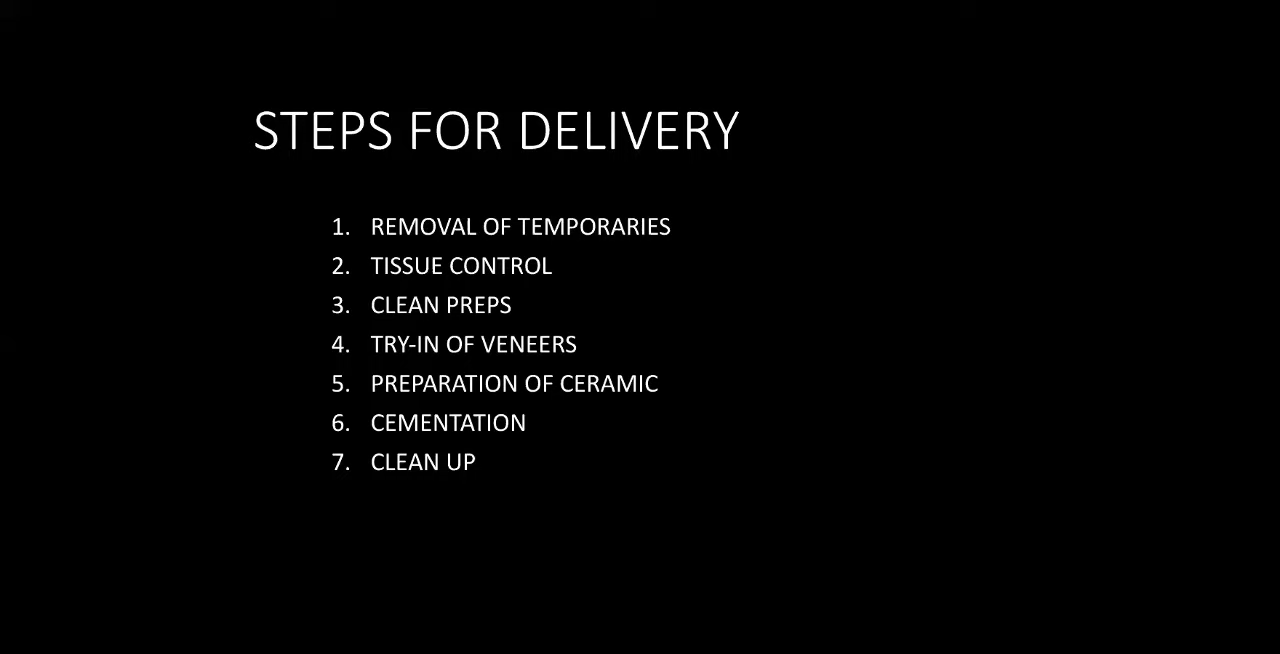 STEPS FOR DELIVERY
1. REMOVAL OF TEMPORARIES
2. TISSUE CONTROL
3. CLEAN PREPS
4. TRY-IN OF VENEERS
5. PREPARATION OF CERAMIC
6. CEMENTATION
7. CLEAN UP